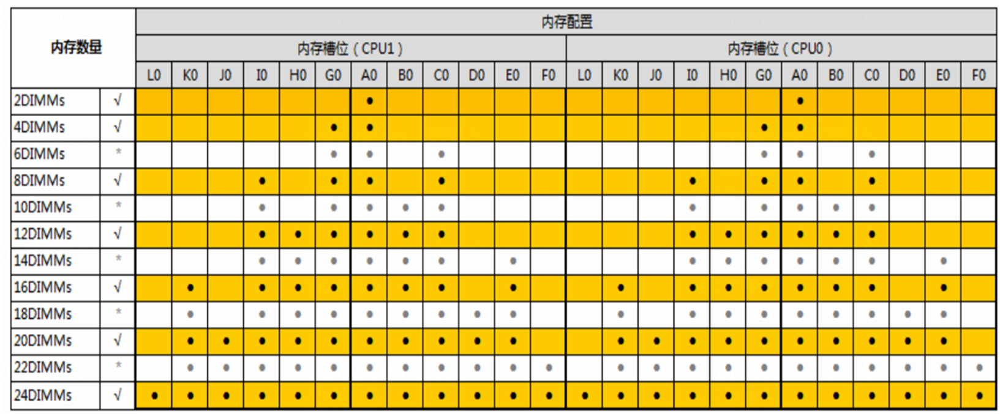 内存配置
内存数量
内存槽位（CPU1） 内存槽位（CPU0）
L0 K0 J0 I0 H0 G0 A0 B0 C0 D0 E0 F0 L0 K0 J0 I0 H0 G0 A0 B0 C0 D0 E0 F0
2DIMMs √ ● ●
4DIMMs √ ● ● ● ●
6DIMMs * ● ● ● ● ● ●
8DIMMs √ ● ● ● ● ● ● ● ●
10DIMMs * ● ● ● ● ● ● ● ● ● ●
12DIMMs √ ● ● ● ● ● ● ● ● ● ● ● ●
14DIMMs * ● ● ● ● ● ● ● ● ● ● ● ● ● ●
16DIMMs √ ● ● ● ● ● ● ● ● ● ● ● ● ● ● ● ●
18DIMMs * ● ● ● ● ● ● ● ● ● ● ● ● ● ● ● ● ● ●
20DIMMs √ ● ● ● ● ● ● ● ● ● ● ● ● ● ● ● ● ● ● ● ●
22DIMMs * ● ● ● ● ● ● ● ● ● ● ● ● ● ● ● ● ● ● ● ● ● ●
24DIMMs √ ● ● ● ● ● ● ● ● ● ● ● ● ● ● ● ● ● ● ● ● ● ● ● ●